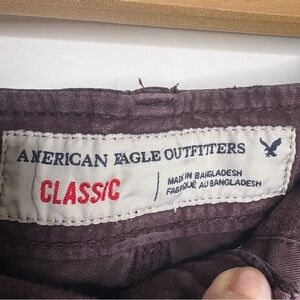 AMERICAN EAGLE OUTFITTERS
CLASSIC
MADE IN BANGLADESH
FABRIQUÉ AU BANGLADESH